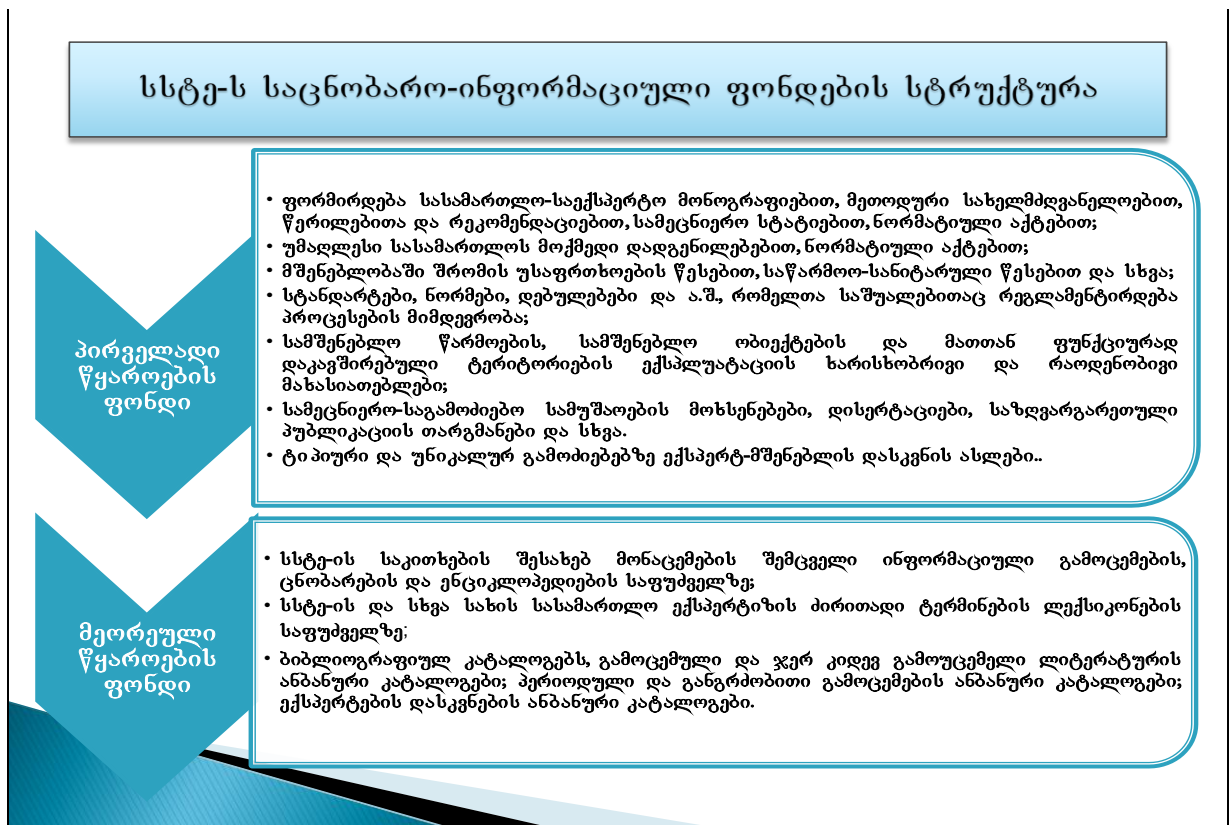 სსტე-ს საცნობარო-ინფორმაციული ფონდების სტრუქტურა
პირველადი
წყაროების
ფონდი
• ფორმირდება სასამართლო-საექსპერტო მონოგრაფიებით, მეთოდური სახელმძღვანელოებით,
წერილებითა და რეკომენდაციებით, სამეცნიერო სტატიებით, ნორმატიული აქტებით;
• უმაღლესი სასამართლოს მოქმედი დადგენილებებით, ნორმატიული აქტებით;
• მშენებლობაში შრომის უსაფრთხოების წესებით, საწარმოო-სანიტარული წესებით და სხვა;
• სტანდარტები, ნორმები, დებულებები და ა.შ., რომელთა საშუალებითაც რეგლამენტირდება
პროცესების მიმდევრობა;
• სამშენებლო წარმოების, სამშენებლო ობიექტების და მათთან ფუნქციურად
დაკავშირებული ტერიტორიების ექსპლუატაციის ხარისხობრივი და რაოდენობივი
მახასიათებლები;
• სამეცნიერო-საგამოძიებო სამუშაოების მოხსენებები, დისერტაციები, საზღვარგარეთული
პუბლიკაციის თარგმანები და სხვა.
• ტიპიური და უნიკალურ გამოძიებებზე ექსპერტ-მშენებლის დასკვნის ასლები..
მეორეული
წყაროების
ფონდი
• სსტე-ის საკითხების შესახებ მონაცემების შემცველი ინფორმაციული გამოცემების,
ცნობარების და ენციკლოპედიების საფუძველზე;
• სსტე-ის და სხვა სახის სასამართლო ექსპერტიზის ძირითადი ტერმინების ლექსიკონების
საფუძველზე;
• ბიბლიოგრაფიულ კატალოგებს, გამოცემული და ჯერ კიდევ გამოუცემელი ლიტერატურის
ანბანური კატალოგები; პერიოდული და განგრძობითი გამოცემების ანბანური კატალოგები;
ექსპერტების დასკვნების ანბანური კატალოგები.